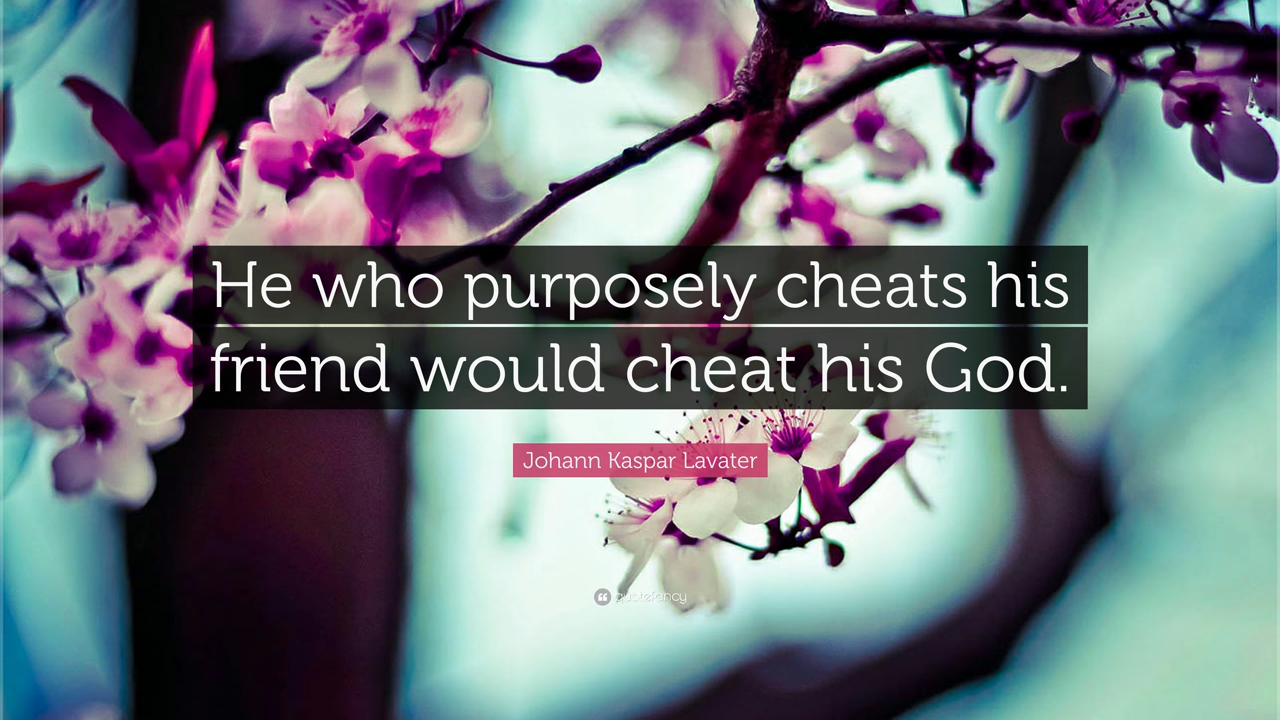 He who purposely cheats his
friend would cheat his God.
Johann Kaspar Lavater
quotefancy